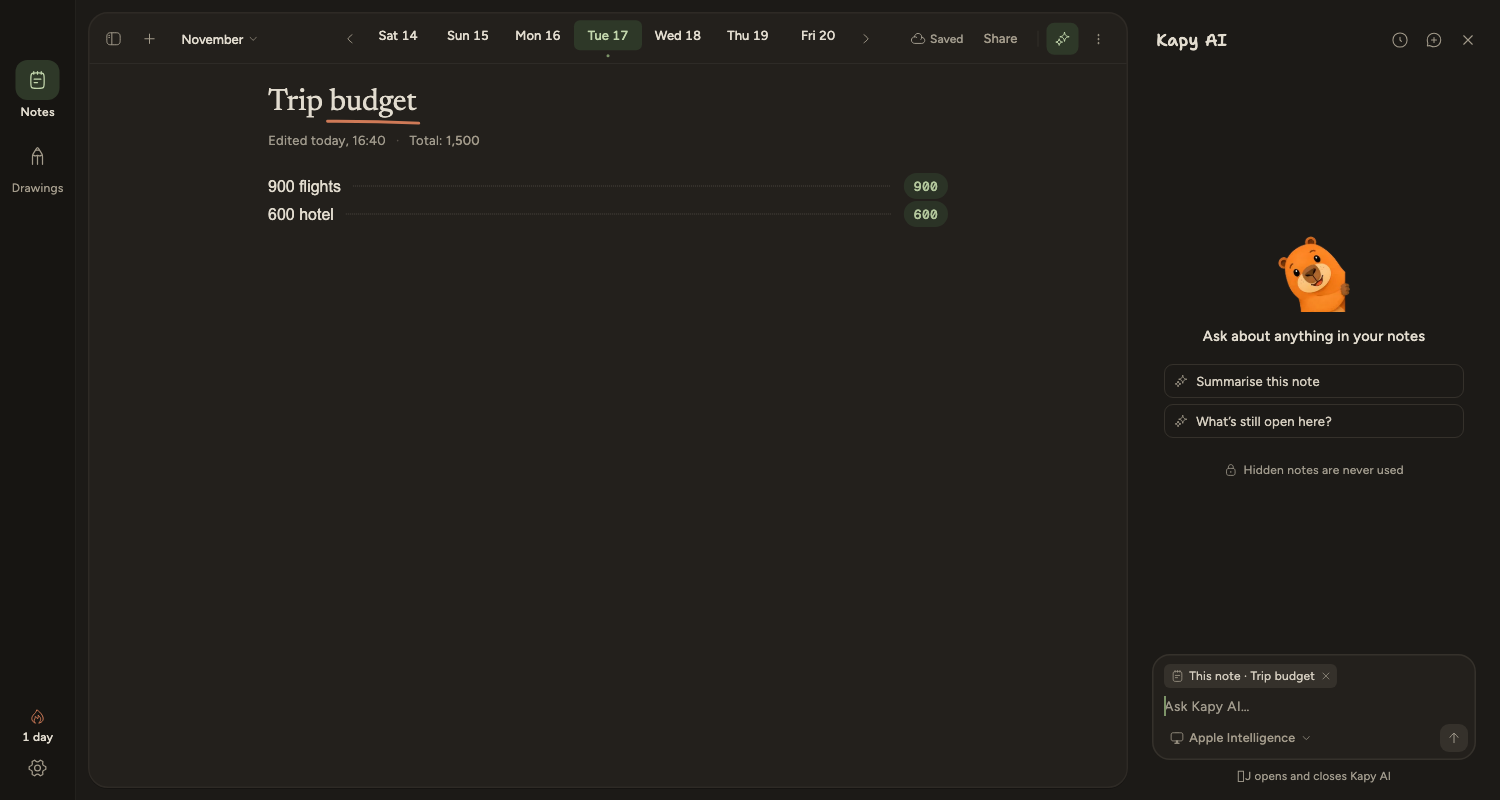 November
Sat 14
Sun 15
Mon 16
Tue 17
Wed 18
Thu 19
Fri 20
Saved
Share
Kapy AI
Notes
Drawings
Trip budget
Edited today, 16:40 · Total: 1,500
900 flights 900
600 hotel 600
Ask about anything in your notes
Summarise this note
What's still open here?
Hidden notes are never used
This note · Trip budget
Ask Kapy AI...
Apple Intelligence
J opens and closes Kapy AI
1 day